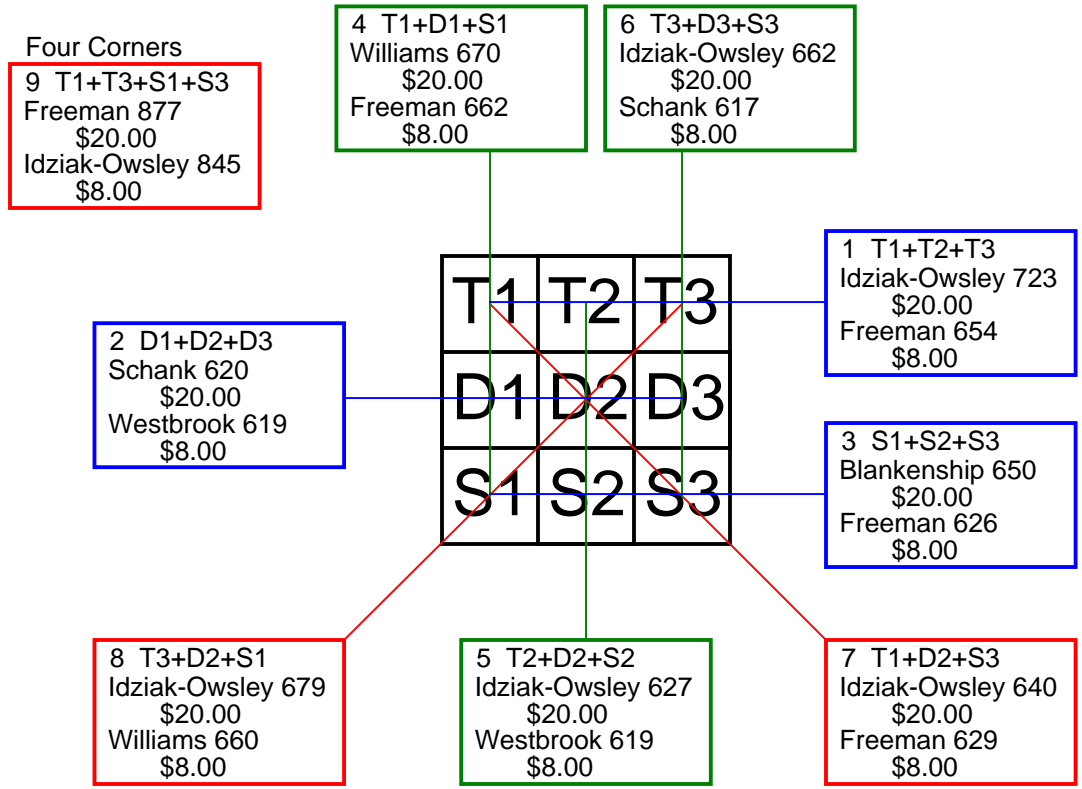 Four Corners
9 T1+T3+S1+S3
Freeman 877
$20.00
Idziak-Owsley 845
$8.00
4 T1+D1+S1
Williams 670
$20.00
Freeman 662
$8.00
6 T3+D3+S3
Idziak-Owsley 662
$20.00
Schank 617
$8.00
1 T1+T2+T3
Idziak-Owsley 723
$20.00
Freeman 654
$8.00
2 D1+D2+D3
Schank 620
$20.00
Westbrook 619
$8.00
T1 T2 T3
D1 D2 D3
S1 S2 S3
3 S1+S2+S3
Blankenship 650
$20.00
Freeman 626
$8.00
8 T3+D2+S1
Idziak-Owsley 679
$20.00
Williams 660
$8.00
5 T2+D2+S2
Idziak-Owsley 627
$20.00
Westbrook 619
$8.00
7 T1+D2+S3
Idziak-Owsley 640
$20.00
Freeman 629
$8.00